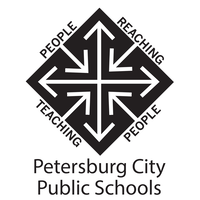 PEOPLE
REACHING
TEACHING
PEOPLE
Petersburg City
Public Schools